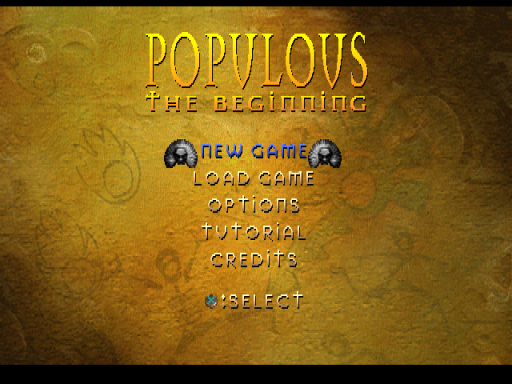 POPULOUS
THE BEGINNING
NEW GAME
LOAD GAME
OPTIONS
TUTORIAL
CREDITS
:SELECT